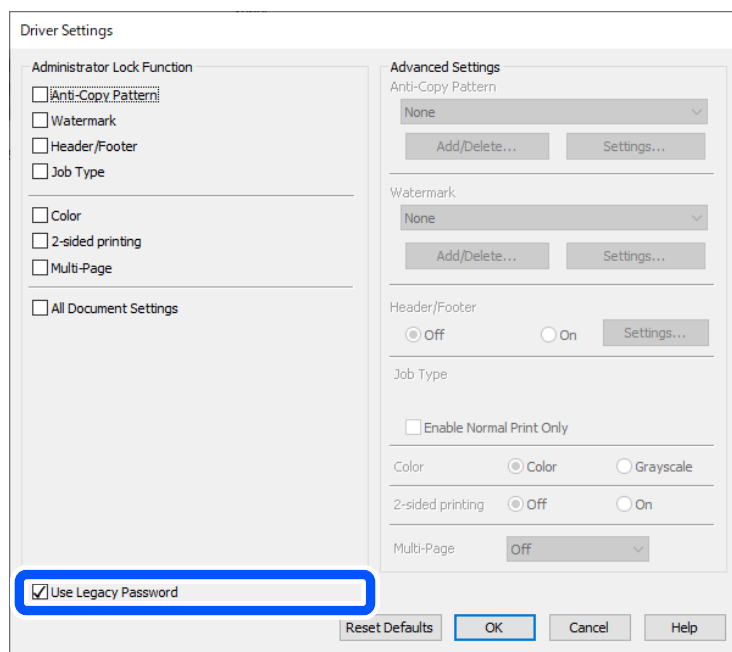 Driver Settings
Administrator Lock Function
Anti-Copy Pattern
Watermark
Header/Footer
Job Type
Color
2-sided printing
Multi-Page
All Document Settings
Use Legacy Password
Advanced Settings
Anti-Copy Pattern
None
Add/Delete... Settings...
Watermark
None
Add/Delete... Settings...
Header/Footer
Off On Settings...
Job Type
Enable Normal Print Only
Color Color Grayscale
2-sided printing Off On
Multi-Page Off
Reset Defaults OK Cancel Help